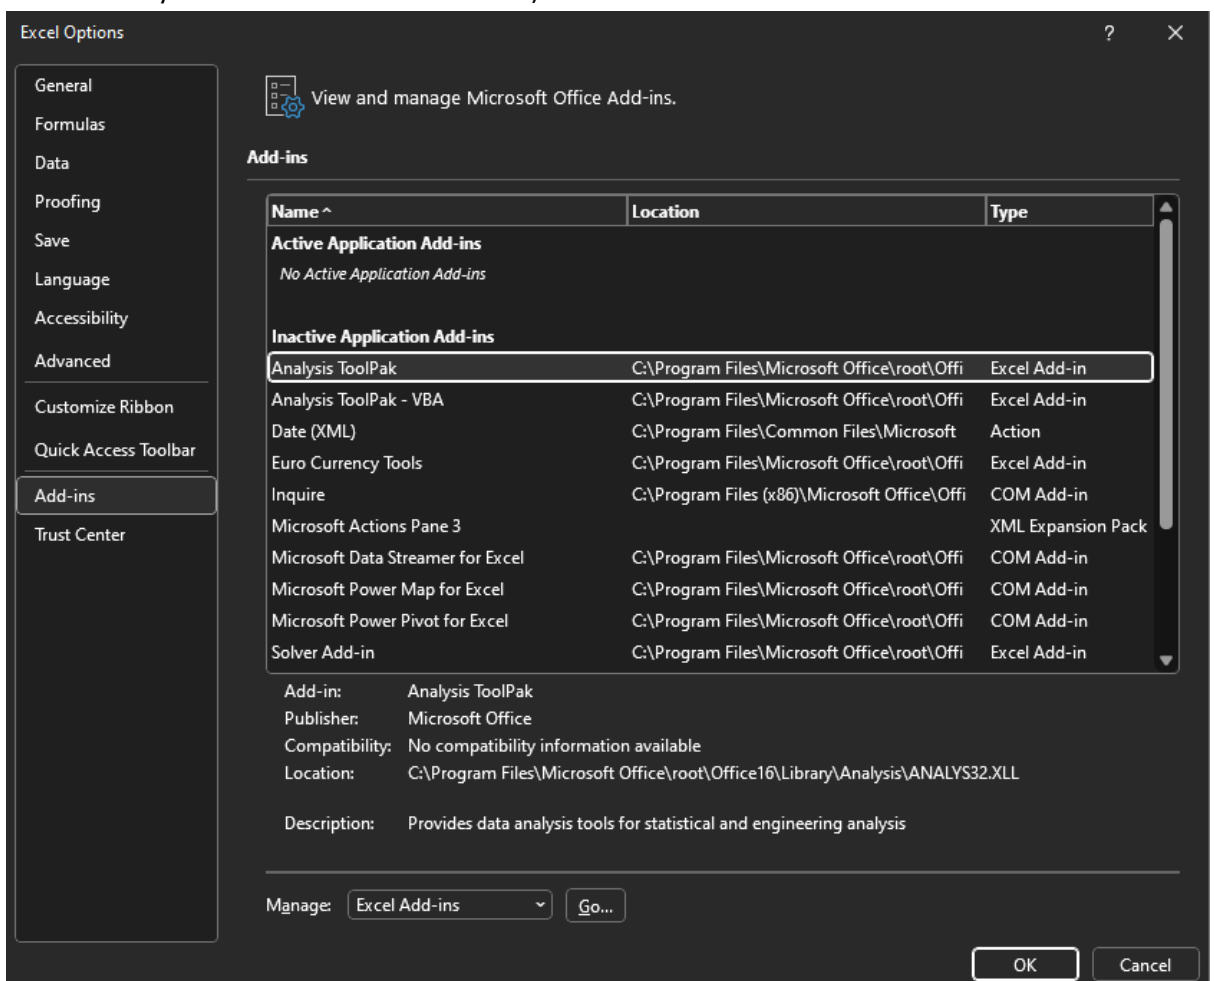 Excel Options
?
General
Formulas
Data
Proofing
Save
Language
Accessibility
Advanced
Customize Ribbon
Quick Access Toolbar
Add-ins
Trust Center
View and manage Microsoft Office Add-ins.
Add-ins
Name Location Type
Active Application Add-ins
No Active Application Add-ins
Inactive Application Add-ins
Analysis ToolPak C:\Program Files\Microsoft Office\root\Offi Excel Add-in
Analysis ToolPak - VBA C:\Program Files\Microsoft Office\root\Offi Excel Add-in
Date (XML) C:\Program Files\Common Files\Microsoft Action
Euro Currency Tools C:\Program Files\Microsoft Office\root\Offi Excel Add-in
Inquire C:\Program Files (x86)\Microsoft Office\Offi COM Add-in
Microsoft Actions Pane 3 XML Expansion Pack
Microsoft Data Streamer for Excel C:\Program Files\Microsoft Office\root\Offi COM Add-in
Microsoft Power Map for Excel C:\Program Files\Microsoft Office\root\Offi COM Add-in
Microsoft Power Pivot for Excel C:\Program Files\Microsoft Office\root\Offi COM Add-in
Solver Add-in C:\Program Files\Microsoft Office\root\Offi Excel Add-in
Add-in: Analysis ToolPak
Publisher: Microsoft Office
Compatibility: No compatibility information available
Location: C:\Program Files\Microsoft Office\root\Office16\Library\Analysis\ANALYS32.XLL
Description: Provides data analysis tools for statistical and engineering analysis
Manage: Excel Add-ins Go...
OK Cancel